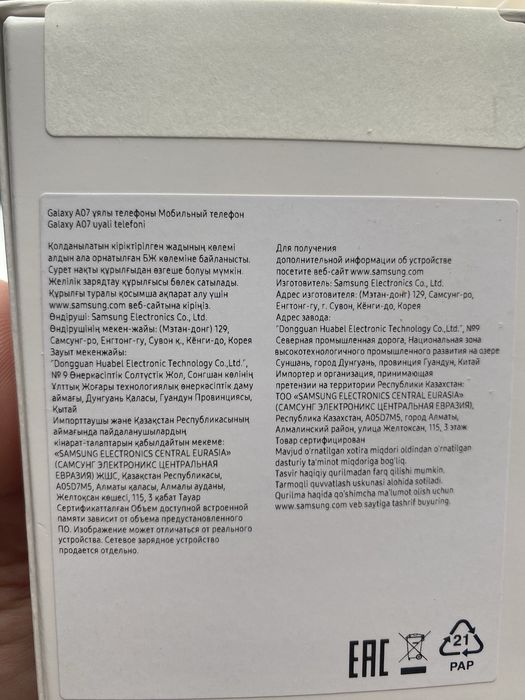 Galaxy A07 ұялы телефоны Мобильный телефон
Galaxy A07 uyali telefoni
Қолданылатын кіріктірілген жадының көлемі
алдын ала орнатылған БЖ көлеміне байланысты.
Сурет нақты құрылғыдан өзгеше болуы мүмкін.
Желілік зарядтау құрылғысы бөлек сатылады.
Құрылғы туралы қосымша ақпарат алу үшін
www.samsung.com веб-сайтына кіріңіз.
Өндіруші: Samsung Electronics Co., Ltd.
Өндірушінің мекен-жайы: (Мэтан-донг) 129,
Самсунг-ро, Енгтонг-гу, Сувон қ., Кёнги-до, Корея
Зауыт мекенжайы:
"Dongguan Huabel Electronic Technology Co.,Ltd.",
№ 9 Өнеркәсіптік Солтүстік Жол, Сонгшан көлінің
Ұлттық Жоғары технологиялық өнеркәсіптік даму
аймағы, Дунгуань Қаласы, Гуандун Провинциясы,
Қытай
Импорттаушы және Қазақстан Республикасының
аймағында пайдаланушылардың
кінарат-талаптарын қабылдайтын мекеме:
«SAMSUNG ELECTRONICS CENTRAL EURASIA»
(САМСУНГ ЭЛЕКТРОНИКС ЦЕНТРАЛЬНАЯ
ЕВРАЗИЯ) ЖШС, Қазақстан Республикасы,
A05D7M5, Алматы қаласы, Алмалы ауданы,
Желтоқсан көшесі, 115, 3 қабат Тауар
Сертификатталған Объем доступной встроенной
памяти зависит от объема предустановленного
ПО. Изображение может отличаться от реального
устройства. Сетевое зарядное устройство
продается отдельно.
Для получения
дополнительной информации об устройстве
посетите веб-сайт www.samsung.com
Изготовитель: Samsung Electronics Co., Ltd.
Адрес изготовителя: (Мэтан-донг) 129, Самсунг-ро,
Енгтонг-гу, г. Сувон, Кёнги-до, Корея
Адрес завода:
"Dongguan Huabel Electronic Technology Co.,Ltd.", №9
Северная промышленная дорога, Национальная зона
высокотехнологичного промышленного развития на озере
Суншань, город Дунгуань, провинция Гуандун, Китай
Импортер и организация, принимающая
претензии на территории Республики Казахстан:
ТОО «SAMSUNG ELECTRONICS CENTRAL EURASIA»
(САМСУНГ ЭЛЕКТРОНИКС ЦЕНТРАЛЬНАЯ ЕВРАЗИЯ),
Республика Казахстан, A05D7M5, город Алматы,
Алмалинский район, улица Желтоксан, 115, 3 этаж
Товар сертифицирован
Mavjud o'rnatilgan xotira miqdori oldindan o'rnatilgan
dasturiy ta'minot miqdoriga bog'liq.
Tasvir haqiqiy qurilmadan farq qilishi mumkin.
Tarmoqli quvvatlash uskunasi alohida sotiladi.
Qurilma haqida qo'shimcha ma'lumot olish uchun
www.samsung.com veb saytiga tashrif buyuring.
EAC
21
PAP